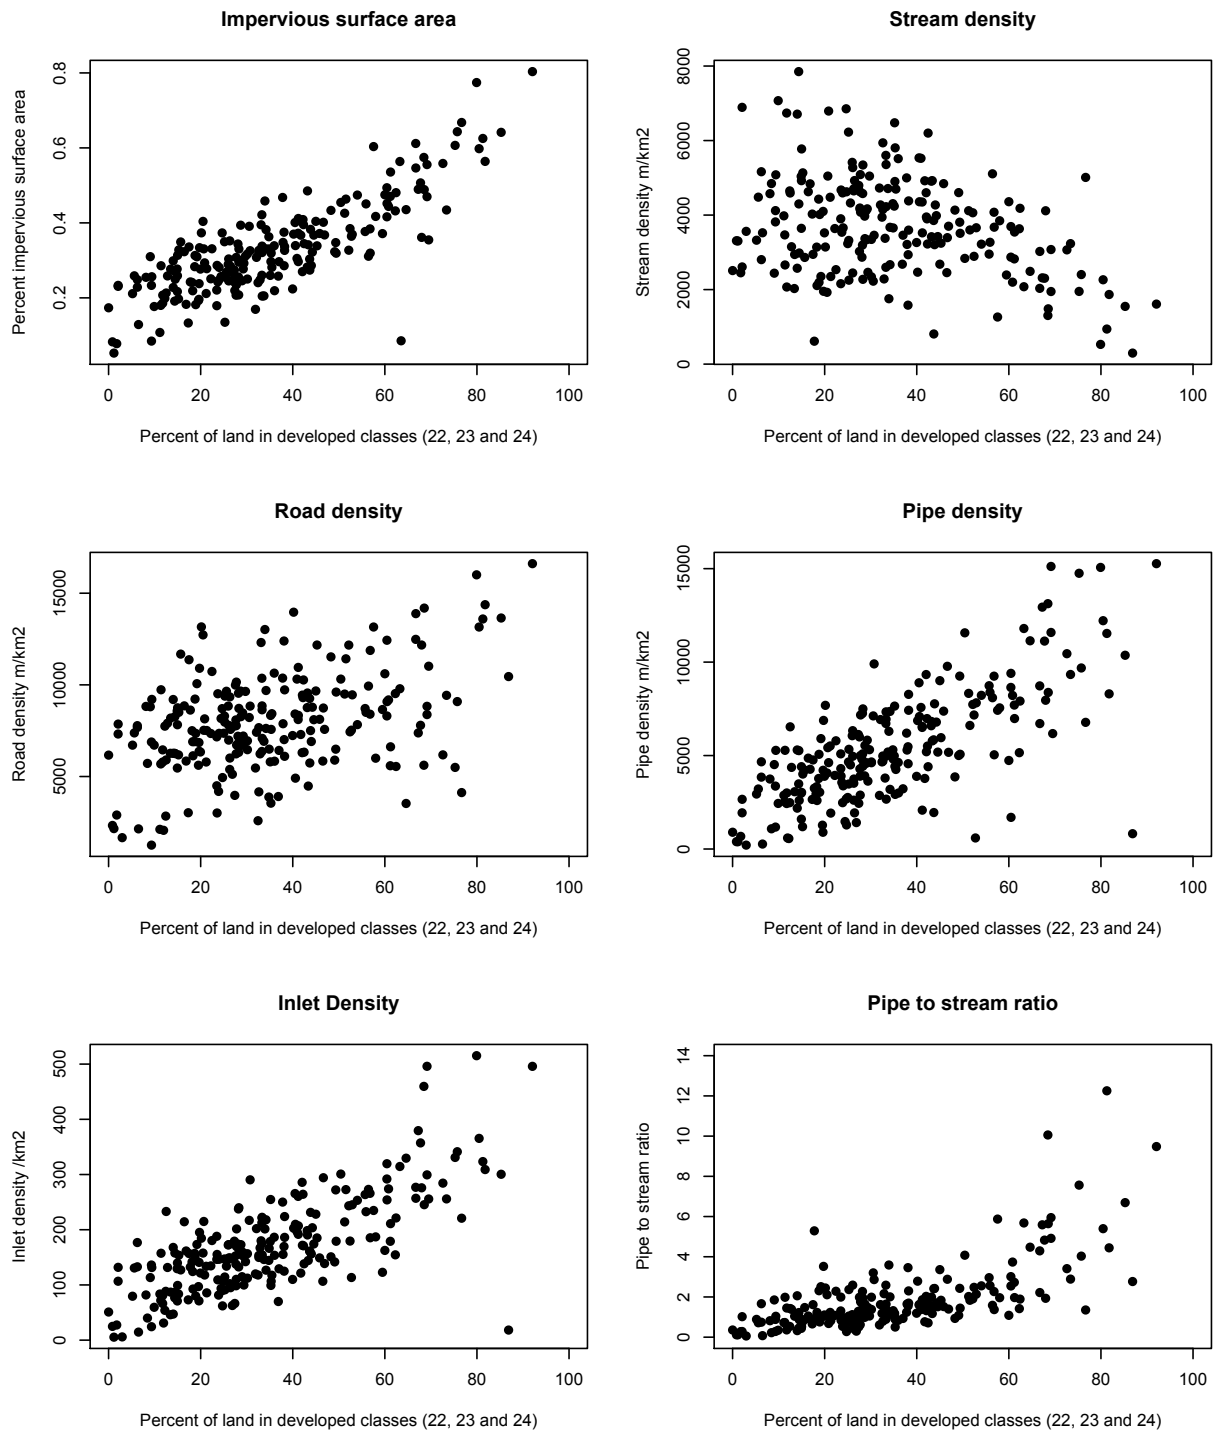 Impervious surface area
Percent impervious surface area
0.2 0.4 0.6 0.8
0 20 40 60 80 100
Percent of land in developed classes (22, 23 and 24)
Stream density
Stream density m/km2
0 2000 4000 6000 8000
0 20 40 60 80 100
Percent of land in developed classes (22, 23 and 24)
Road density
Road density m/km2
5000 10000 15000
0 20 40 60 80 100
Percent of land in developed classes (22, 23 and 24)
Pipe density
Pipe density m/km2
0 5000 10000 15000
0 20 40 60 80 100
Percent of land in developed classes (22, 23 and 24)
Inlet Density
Inlet density /km2
0 100 200 300 400 500
0 20 40 60 80 100
Percent of land in developed classes (22, 23 and 24)
Pipe to stream ratio
Pipe to stream ratio
0 2 4 6 8 10 12 14
0 20 40 60 80 100
Percent of land in developed classes (22, 23 and 24)